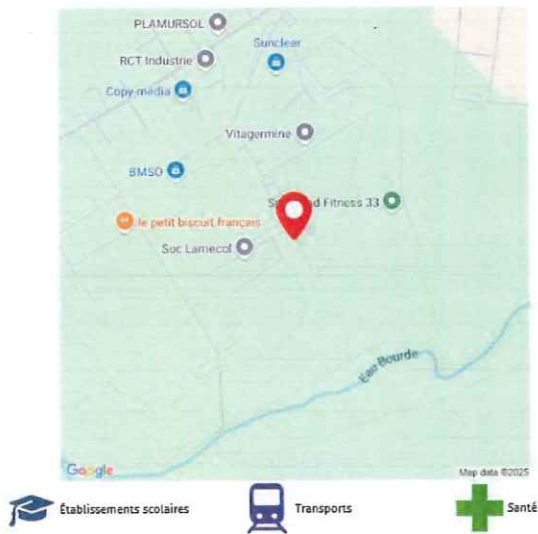 PLAMURSOL
Sunclear
RCT Industrie
Copy-média
Vitagermine
BMSO
Fitness 33
le petit biscuit français
Soc Lamecol
Eau Bourde
Google
Map data ©2025
Établissements scolaires
Transports
Santé